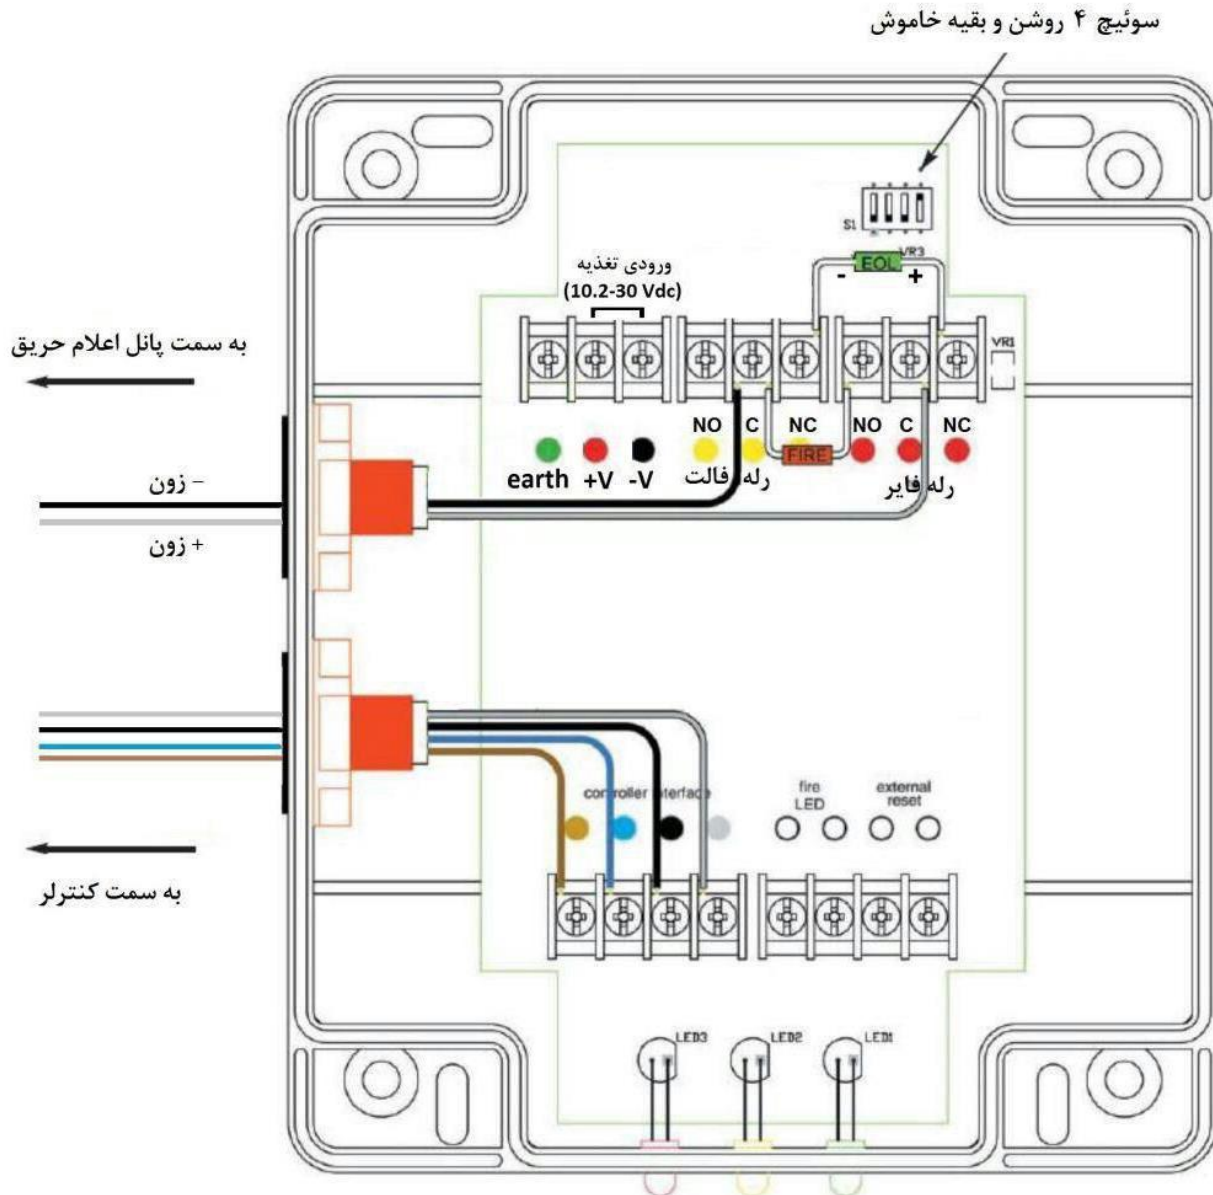 سوئیچ ۴ روشن و بقیه خاموش
S1
VR3
EOL
- +
ورودی تغذیه
(10.2-30 Vdc)
VR1
به سمت پانل اعلام حریق
NO C NC NO C NC
FIRE
earth +V -V
رله فالت
رله فایر
زون –
زون +
controller interface
fire LED
external reset
به سمت کنترلر
LED3 LED2 LED1